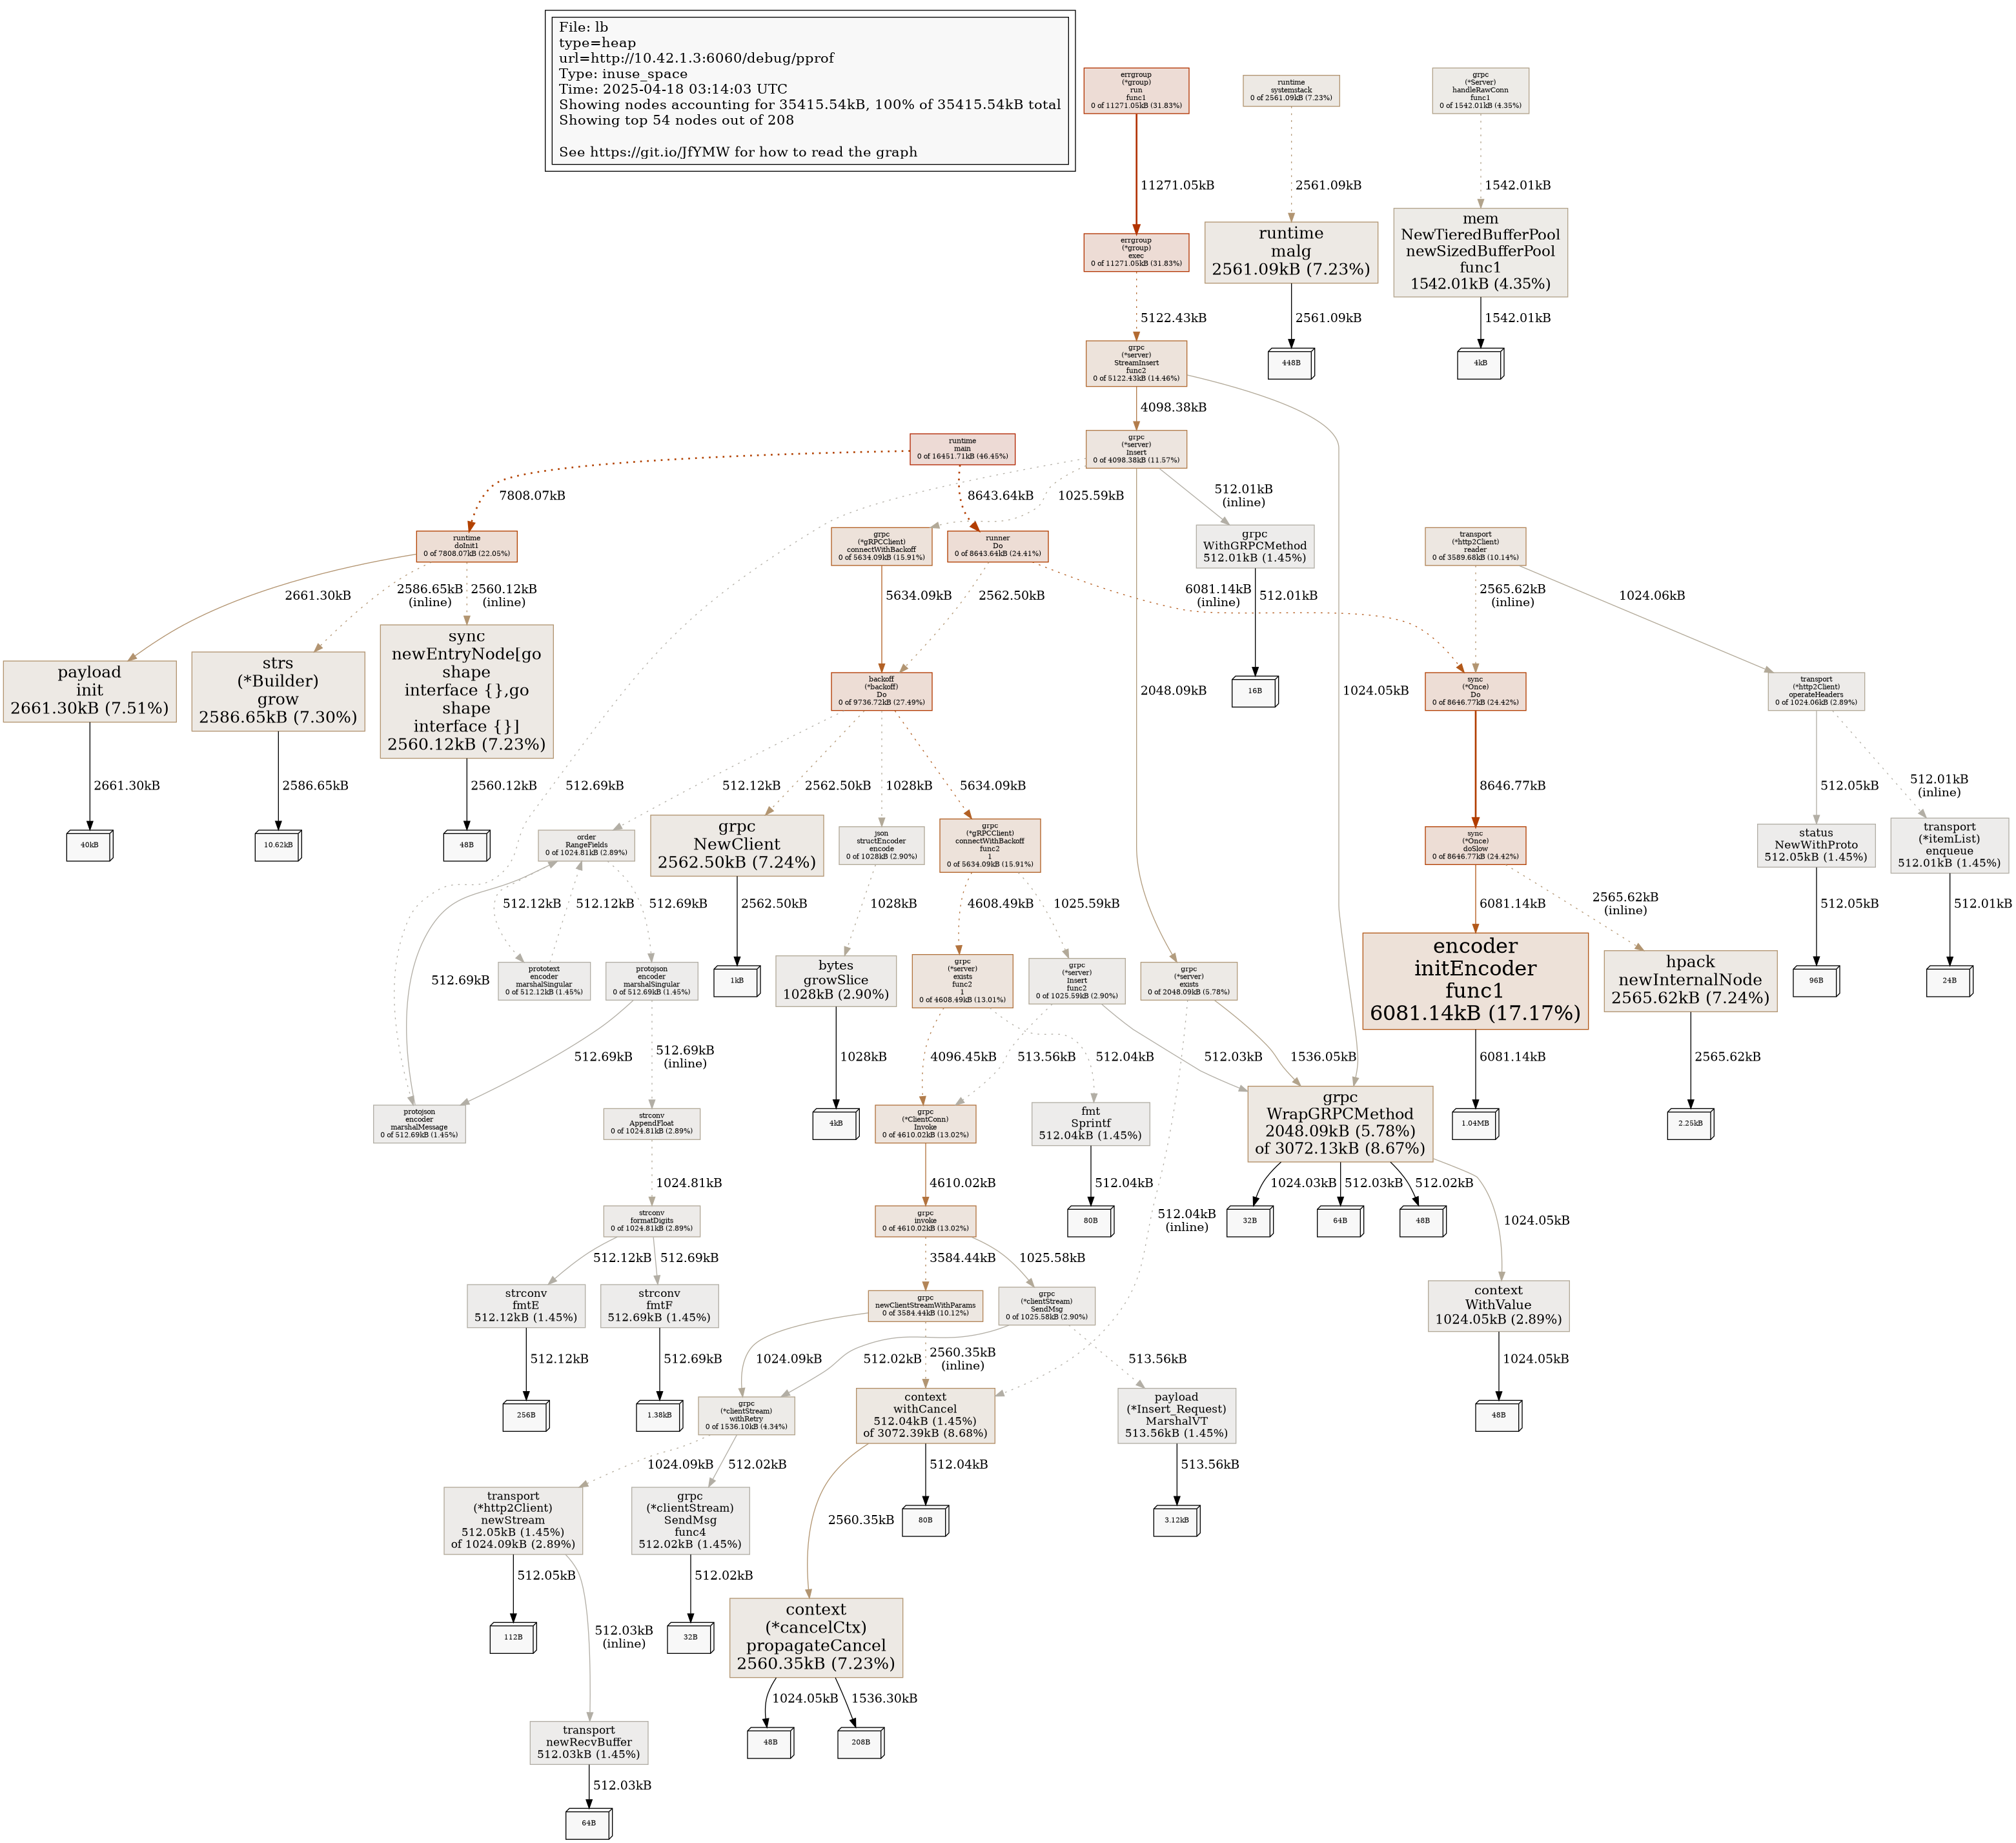 File: lb
type=heap
url=http://10.42.1.3:6060/debug/pprof
Type: inuse_space
Time: 2025-04-18 03:14:03 UTC
Showing nodes accounting for 35415.54kB, 100% of 35415.54kB total
Showing top 54 nodes out of 208
See https://git.io/JfYMW for how to read the graph
errgroup
(*group)
run
func1
0 of 11271.05kB (31.83%)
runtime
systemstack
0 of 2561.09kB (7.23%)
grpc
(*Server)
handleRawConn
func1
0 of 1542.01kB (4.35%)
11271.05kB
2561.09kB
1542.01kB
errgroup
(*group)
exec
0 of 11271.05kB (31.83%)
runtime
malg
2561.09kB (7.23%)
mem
NewTieredBufferPool
newSizedBufferPool
func1
1542.01kB (4.35%)
5122.43kB
2561.09kB
1542.01kB
grpc
(*server)
StreamInsert
func2
0 of 5122.43kB (14.46%)
448B
4kB
4098.38kB
runtime
main
0 of 16451.71kB (46.45%)
grpc
(*server)
Insert
0 of 4098.38kB (11.57%)
7808.07kB
8643.64kB
1025.59kB
512.01kB
(inline)
runtime
doInit1
0 of 7808.07kB (22.05%)
grpc
(*gRPCClient)
connectWithBackoff
0 of 5634.09kB (15.91%)
runner
Do
0 of 8643.64kB (24.41%)
grpc
WithGRPCMethod
512.01kB (1.45%)
transport
(*http2Client)
reader
0 of 3589.68kB (10.14%)
2661.30kB
2586.65kB
(inline)
2560.12kB
(inline)
5634.09kB
2562.50kB
6081.14kB
(inline)
512.01kB
2565.62kB
(inline)
1024.06kB
payload
init
2661.30kB (7.51%)
strs
(*Builder)
grow
2586.65kB (7.30%)
sync
newEntryNode[go
shape
interface {},go
shape
interface {}]
2560.12kB (7.23%)
backoff
(*backoff)
Do
0 of 9736.72kB (27.49%)
2048.09kB
16B
1024.05kB
sync
(*Once)
Do
0 of 8646.77kB (24.42%)
transport
(*http2Client)
operateHeaders
0 of 1024.06kB (2.89%)
2661.30kB
2586.65kB
2560.12kB
512.69kB
512.12kB
2562.50kB
1028kB
5634.09kB
8646.77kB
512.05kB
512.01kB
(inline)
40kB
10.62kB
48B
order
RangeFields
0 of 1024.81kB (2.89%)
grpc
NewClient
2562.50kB (7.24%)
json
structEncoder
encode
0 of 1028kB (2.90%)
grpc
(*gRPCClient)
connectWithBackoff
func2
1
0 of 5634.09kB (15.91%)
sync
(*Once)
doSlow
0 of 8646.77kB (24.42%)
status
NewWithProto
512.05kB (1.45%)
transport
(*itemList)
enqueue
512.01kB (1.45%)
512.69kB
512.12kB
512.12kB
512.69kB
2562.50kB
1028kB
4608.49kB
1025.59kB
6081.14kB
2565.62kB
(inline)
512.05kB
512.01kB
prototext
encoder
marshalSingular
0 of 512.12kB (1.45%)
protojson
encoder
marshalSingular
0 of 512.69kB (1.45%)
1kB
bytes
growSlice
1028kB (2.90%)
grpc
(*server)
exists
func2
1
0 of 4608.49kB (13.01%)
grpc
(*server)
Insert
func2
0 of 1025.59kB (2.90%)
grpc
(*server)
exists
0 of 2048.09kB (5.78%)
encoder
initEncoder
func1
6081.14kB (17.17%)
hpack
newInternalNode
2565.62kB (7.24%)
96B
24B
512.69kB
512.69kB
(inline)
1028kB
4096.45kB
513.56kB
512.04kB
512.03kB
1536.05kB
6081.14kB
2565.62kB
protojson
encoder
marshalMessage
0 of 512.69kB (1.45%)
strconv
AppendFloat
0 of 1024.81kB (2.89%)
4kB
grpc
(*ClientConn)
Invoke
0 of 4610.02kB (13.02%)
fmt
Sprintf
512.04kB (1.45%)
grpc
WrapGRPCMethod
2048.09kB (5.78%)
of 3072.13kB (8.67%)
1.04MB
2.25kB
1024.81kB
4610.02kB
512.04kB
512.04kB
(inline)
1024.03kB
512.03kB
512.02kB
1024.05kB
strconv
formatDigits
0 of 1024.81kB (2.89%)
grpc
invoke
0 of 4610.02kB (13.02%)
80B
32B
64B
48B
512.12kB
512.69kB
3584.44kB
1025.58kB
strconv
fmtE
512.12kB (1.45%)
strconv
fmtF
512.69kB (1.45%)
grpc
newClientStreamWithParams
0 of 3584.44kB (10.12%)
grpc
(*clientStream)
SendMsg
0 of 1025.58kB (2.90%)
context
WithValue
1024.05kB (2.89%)
512.12kB
512.69kB
1024.09kB
512.02kB
2560.35kB
(inline)
513.56kB
1024.05kB
256B
1.38kB
grpc
(*clientStream)
withRetry
0 of 1536.10kB (4.34%)
context
withCancel
512.04kB (1.45%)
of 3072.39kB (8.68%)
payload
(*Insert_Request)
MarshalVT
513.56kB (1.45%)
48B
1024.09kB
512.02kB
2560.35kB
512.04kB
513.56kB
transport
(*http2Client)
newStream
512.05kB (1.45%)
of 1024.09kB (2.89%)
grpc
(*clientStream)
SendMsg
func4
512.02kB (1.45%)
80B
3.12kB
512.05kB
512.03kB
(inline)
512.02kB
context
(*cancelCtx)
propagateCancel
2560.35kB (7.23%)
112B
32B
1024.05kB
1536.30kB
transport
newRecvBuffer
512.03kB (1.45%)
48B
208B
512.03kB
64B